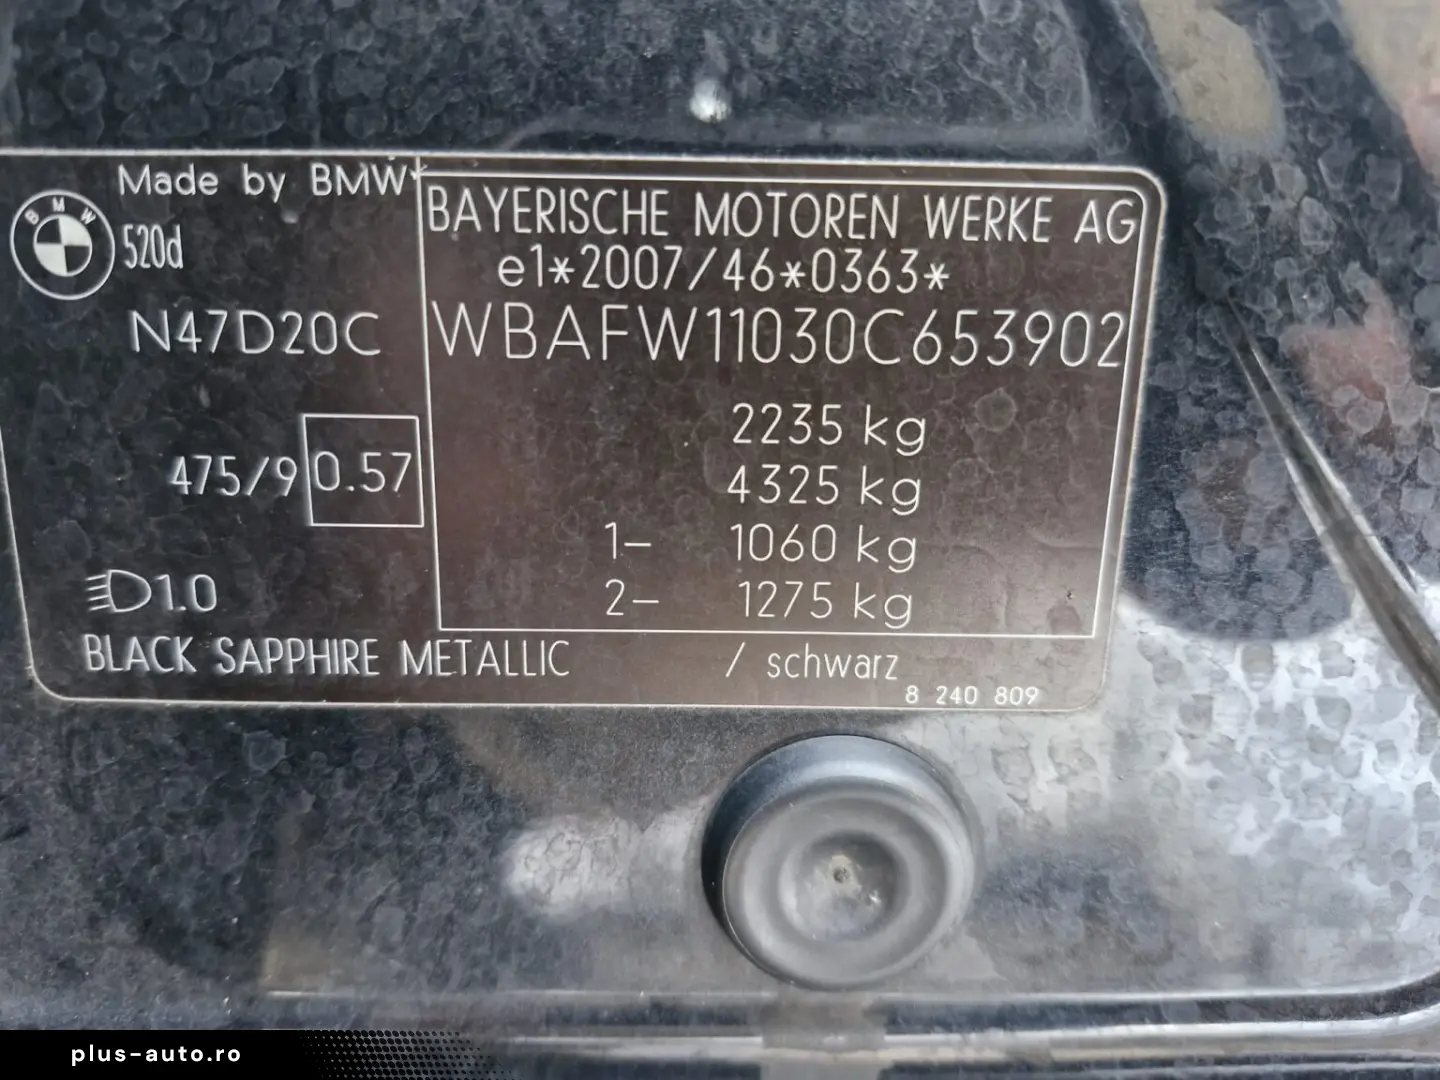 Made by BMW
BMW
520d
N47D20C
475/9 0.57
1.0
BLACK SAPPHIRE METALLIC / schwarz
8 240 809
BAYERISCHE MOTOREN WERKE AG
e1*2007/46*0363*
WBAFW11030C653902
2235 kg
4325 kg
1- 1060 kg
2- 1275 kg
plus-auto.ro